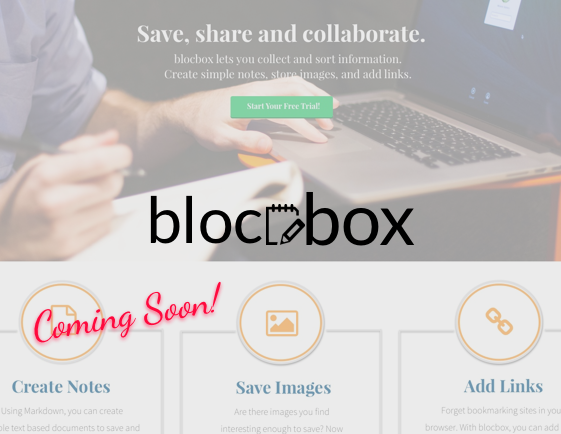 Save, share and collaborate.
blocbox lets you collect and sort information.
Create simple notes, store images, and add links.
Start Your Free Trial!
blocbox
Coming Soon!
Create Notes
Save Images
Add Links
Using Markdown, you can create
Are there images you find
Forget bookmarking sites in you
ple text based documents to save and
interesting enough to save? Now
browser. With blocbox, you can add